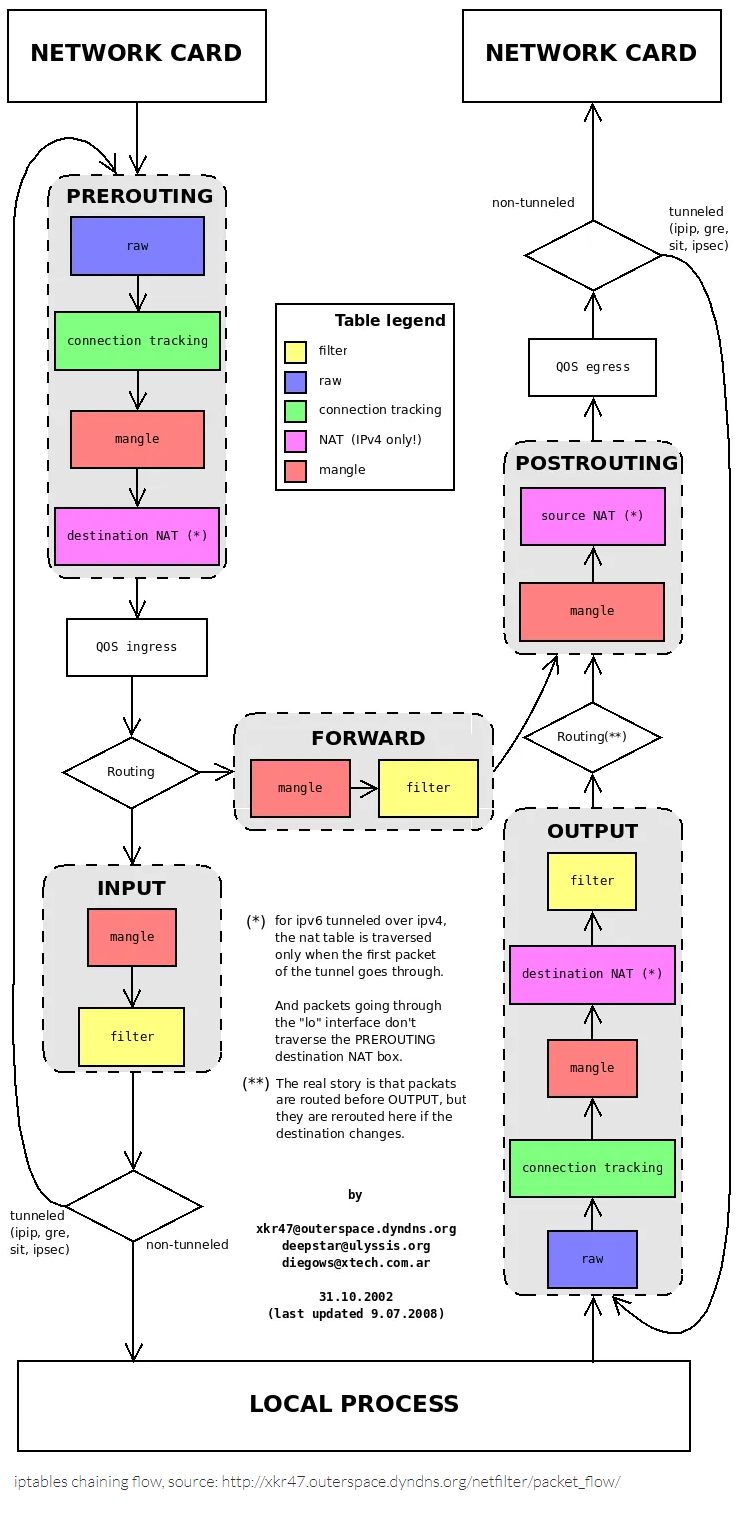 NETWORK CARD
NETWORK CARD
PREROUTING
raw
connection tracking
mangle
destination NAT (*)
QOS ingress
Routing
FORWARD
mangle
filter
INPUT
mangle
filter
tunneled
(ipip, gre,
sit, ipsec)
non-tunneled
Table legend
filter
raw
connection tracking
NAT (IPv4 only!)
mangle
non-tunneled
tunneled
(ipip, gre,
sit, ipsec)
QOS egress
POSTROUTING
source NAT (*)
mangle
Routing(**)
OUTPUT
filter
destination NAT (*)
mangle
connection tracking
raw
(*) for ipv6 tunneled over ipv4,
the nat table is traversed
only when the first packet
of the tunnel goes through.
And packets going through
the "lo" interface don't
traverse the PREROUTING
destination NAT box.
(**) The real story is that packats
are routed before OUTPUT, but
they are rerouted here if the
destination changes.
by
xkr47@outerspace.dyndns.org
deepstar@ulyssis.org
diegows@xtech.com.ar
31.10.2002
(last updated 9.07.2008)
LOCAL PROCESS
iptables chaining flow, source: http://xkr47.outerspace.dyndns.org/netfilter/packet_flow/